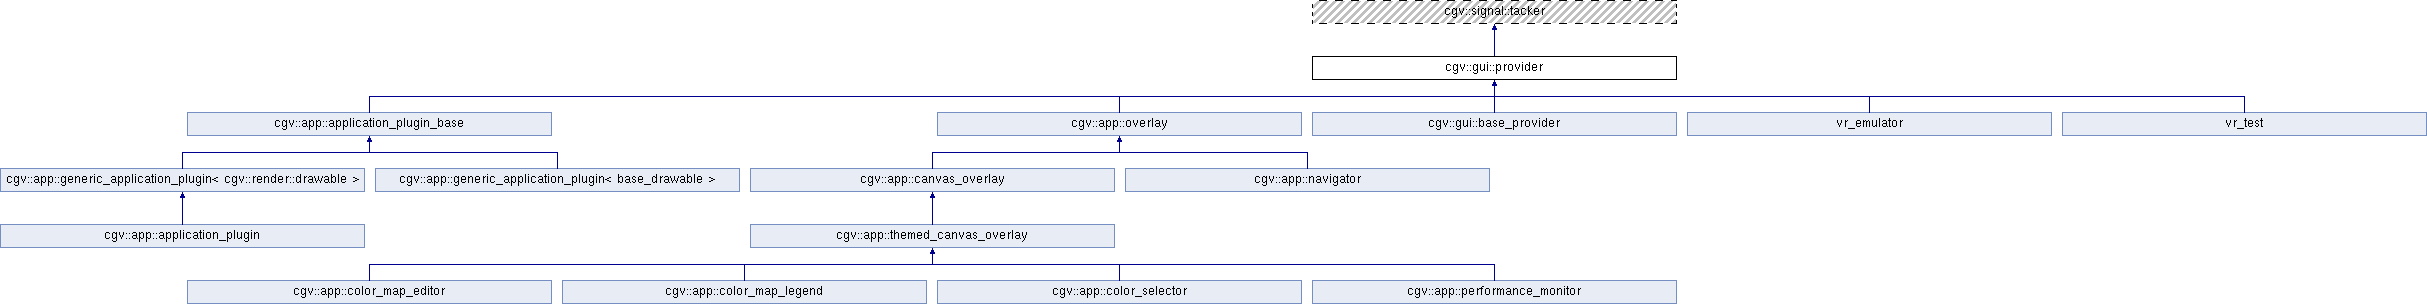 cgv::signal::tacker
cgv::gui::provider
cgv::app::application_plugin_base
cgv::app::overlay
cgv::gui::base_provider
vr_emulator
vr_test
cgv::app::generic_application_plugin< cgv::render::drawable >
cgv::app::generic_application_plugin< base_drawable >
cgv::app::canvas_overlay
cgv::app::navigator
cgv::app::application_plugin
cgv::app::themed_canvas_overlay
cgv::app::color_map_editor
cgv::app::color_map_legend
cgv::app::color_selector
cgv::app::performance_monitor